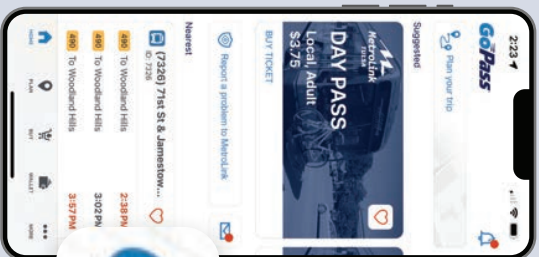 2:23
GoPass
Plan your trip
Suggested
MetroLink
TULSA
DAY PASS
Local, Adult
$3.75
BUY TICKET
Report a problem to MetroLink
Nearest
(7326) 71st St & Jamestow...
ID: 7326
490 To Woodland Hills 2:38 PM
490 To Woodland Hills 3:02 PM
490 To Woodland Hills 3:57 PM
HOME PLAN BUY WALLET MORE